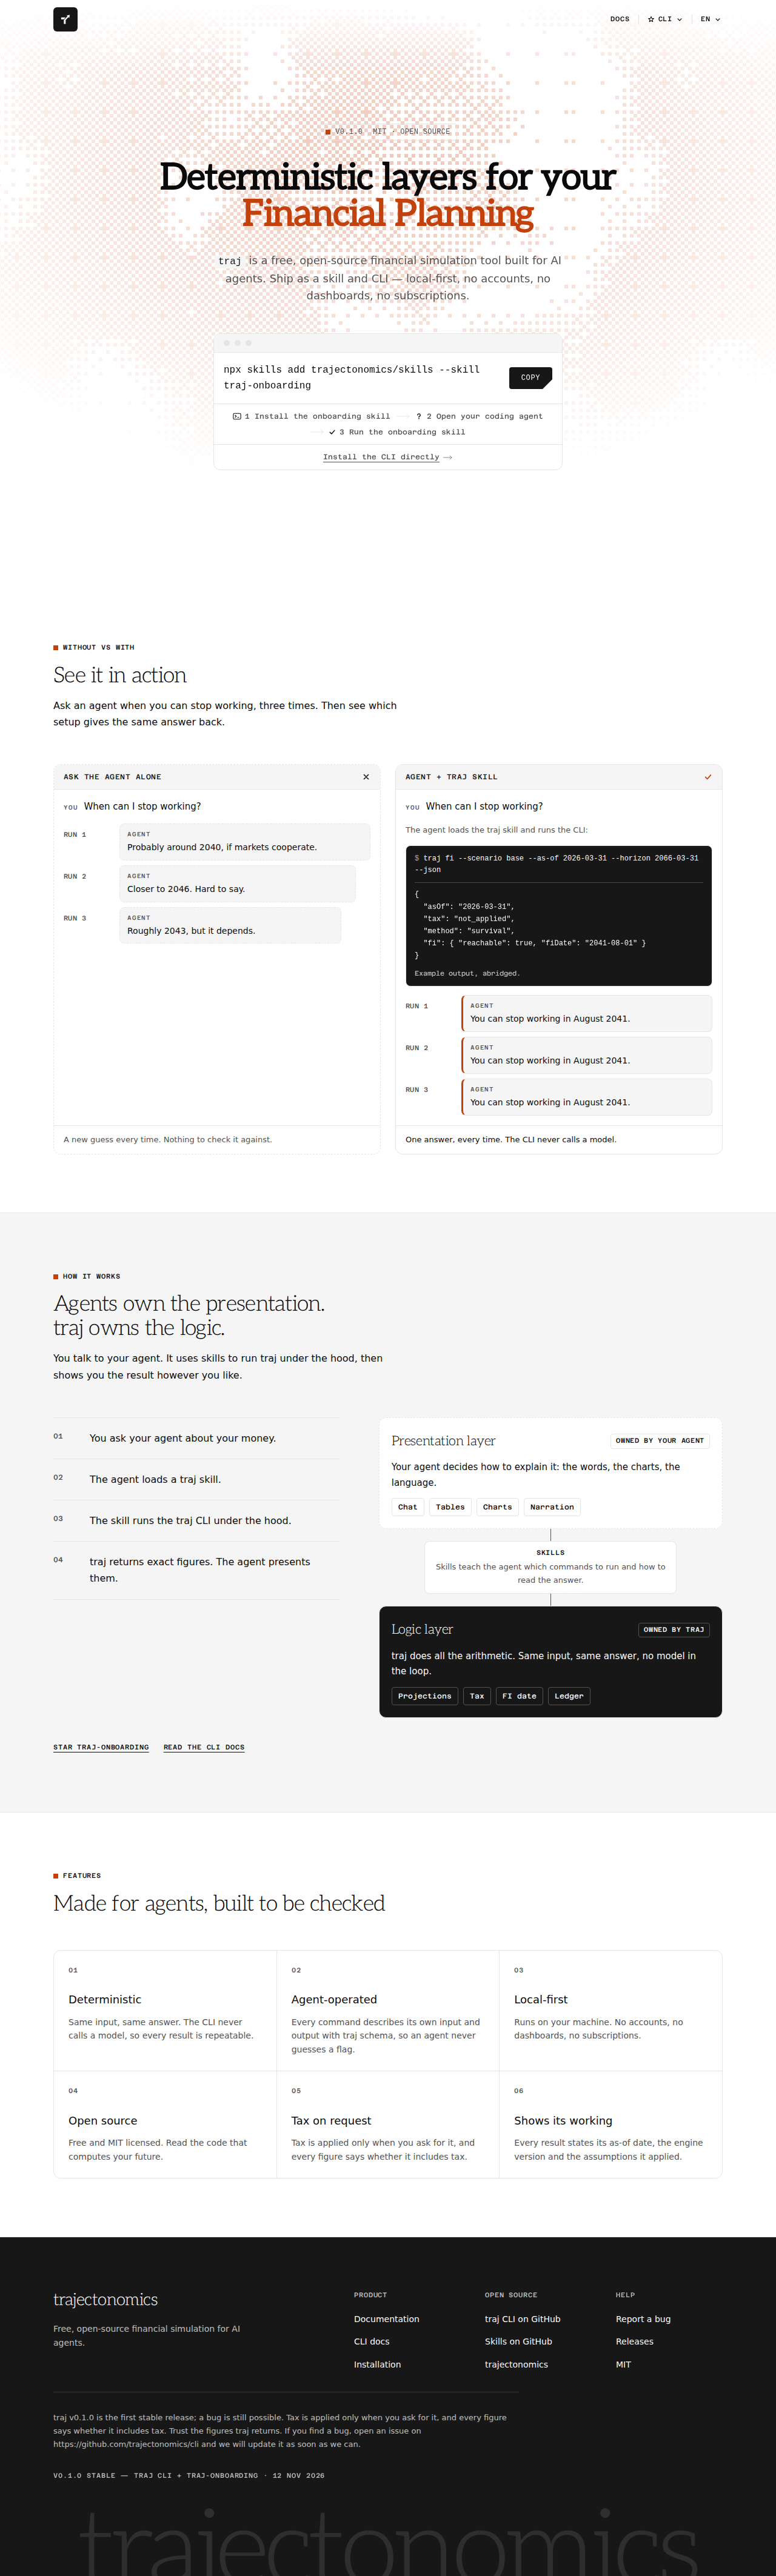 DOCS
CLI
EN
V0.1.0 MIT · OPEN SOURCE
Deterministic layers for your
Financial Planning
traj is a free, open-source financial simulation tool built for AI
agents. Ship as a skill and CLI — local-first, no accounts, no
dashboards, no subscriptions.
npx skills add trajectonomics/skills --skill
traj-onboarding
COPY
1 Install the onboarding skill
? 2 Open your coding agent
3 Run the onboarding skill
Install the CLI directly
WITHOUT VS WITH
See it in action
Ask an agent when you can stop working, three times. Then see which
setup gives the same answer back.
ASK THE AGENT ALONE
YOU When can I stop working?
RUN 1
AGENT
Probably around 2040, if markets cooperate.
RUN 2
AGENT
Closer to 2046. Hard to say.
RUN 3
AGENT
Roughly 2043, but it depends.
A new guess every time. Nothing to check it against.
AGENT + TRAJ SKILL
YOU When can I stop working?
The agent loads the traj skill and runs the CLI:
$ traj fi --scenario base --as-of 2026-03-31 --horizon 2066-03-31
--json
{
"asOf": "2026-03-31",
"tax": "not_applied",
"method": "survival",
"fi": { "reachable": true, "fiDate": "2041-08-01" }
}
Example output, abridged.
RUN 1
AGENT
You can stop working in August 2041.
RUN 2
AGENT
You can stop working in August 2041.
RUN 3
AGENT
You can stop working in August 2041.
One answer, every time. The CLI never calls a model.
HOW IT WORKS
Agents own the presentation.
traj owns the logic.
You talk to your agent. It uses skills to run traj under the hood, then
shows you the result however you like.
01 You ask your agent about your money.
02 The agent loads a traj skill.
03 The skill runs the traj CLI under the hood.
04 traj returns exact figures. The agent presents
them.
Presentation layer
OWNED BY YOUR AGENT
Your agent decides how to explain it: the words, the charts, the
language.
Chat Tables Charts Narration
SKILLS
Skills teach the agent which commands to run and how to
read the answer.
Logic layer
OWNED BY TRAJ
traj does all the arithmetic. Same input, same answer, no model in
the loop.
Projections Tax FI date Ledger
STAR TRAJ-ONBOARDING READ THE CLI DOCS
FEATURES
Made for agents, built to be checked
01
Deterministic
Same input, same answer. The CLI never
calls a model, so every result is repeatable.
02
Agent-operated
Every command describes its own input and
output with traj schema, so an agent never
guesses a flag.
03
Local-first
Runs on your machine. No accounts, no
dashboards, no subscriptions.
04
Open source
Free and MIT licensed. Read the code that
computes your future.
05
Tax on request
Tax is applied only when you ask for it, and
every figure says whether it includes tax.
06
Shows its working
Every result states its as-of date, the engine
version and the assumptions it applied.
trajectonomics
Free, open-source financial simulation for AI
agents.
PRODUCT
Documentation
CLI docs
Installation
OPEN SOURCE
traj CLI on GitHub
Skills on GitHub
trajectonomics
HELP
Report a bug
Releases
MIT
traj v0.1.0 is the first stable release; a bug is still possible. Tax is applied only when you ask for it, and every figure
says whether it includes tax. Trust the figures traj returns. If you find a bug, open an issue on
https://github.com/trajectonomics/cli and we will update it as soon as we can.
V0.1.0 STABLE — TRAJ CLI + TRAJ-ONBOARDING · 12 NOV 2026
trajectonomics